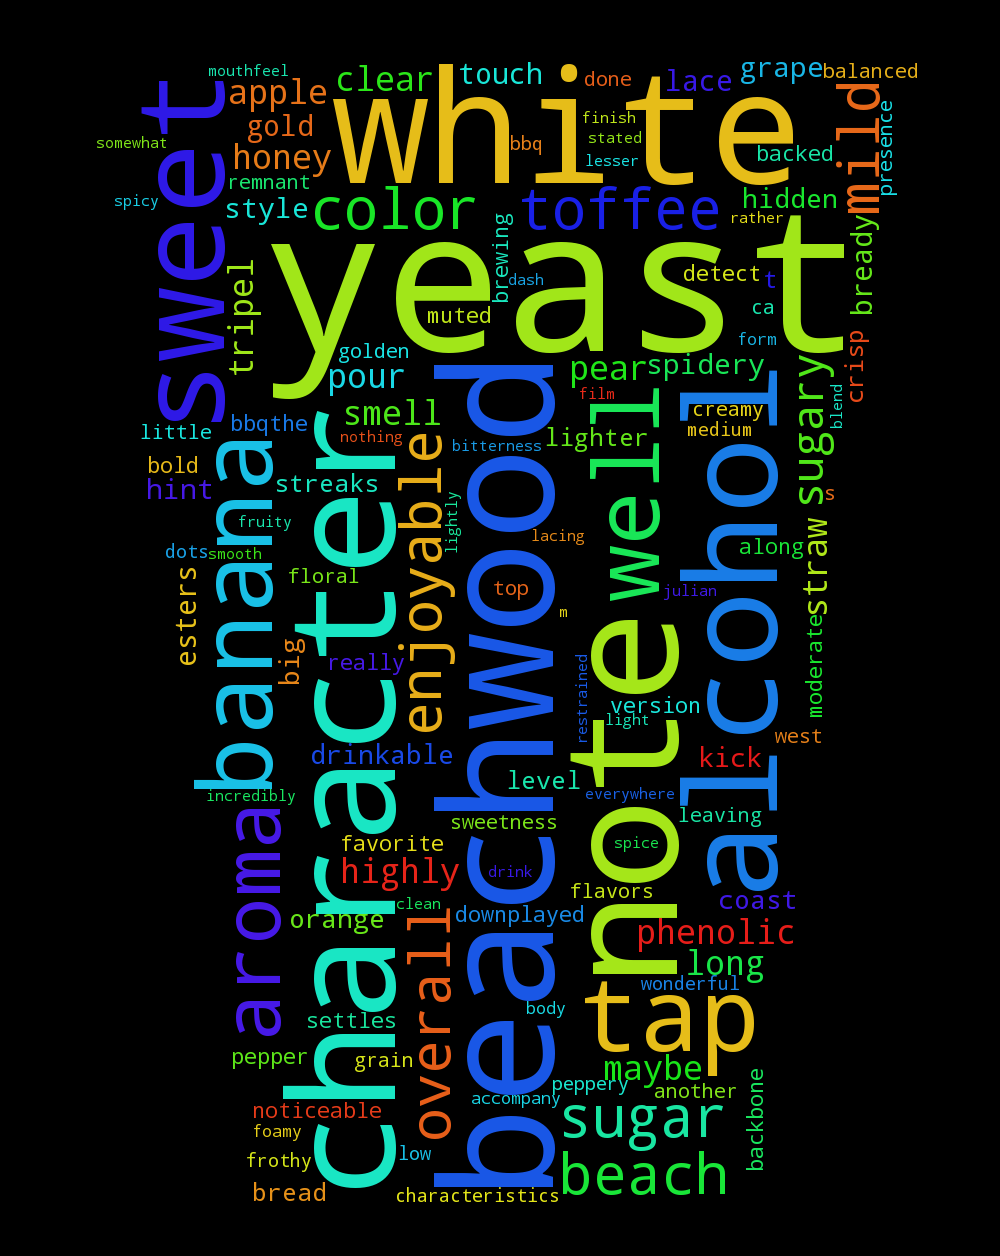 mouthfeel
clear
touch
done
lace
grape
balanced
apple
white
sweet
gold
finish
mild
presence
somewhat
honey
bbq
stated
backed
lesser
remnant
spicy
style
color
toffee
hidden
rather
yeast
brewing
bready
tripel
dash
detect
t
muted
ca
golden
form
pour
pear
spidery
crisp
film
smell
creamy
blend
little
bbqthe
nothing
bitterness
lighter
medium
sugary
bold
hint
streaks
s
banana
character
enjoyable
beachwood
well
alcohol
fruity
lightly
lacing
along
straw
dots
smooth
floral
top
julian
esters
m
big
really
restrained
version
moderate
light
drinkable
note
west
kick
level
incredibly
everywhere
leaving
aroma
sweetness
favorite
spice
highly
drink
flavors
coast
clean
orange
downplayed
phenolic
overall
long
wonderful
settles
body
tap
pepper
grain
maybe
peppery
another
accompany
backbone
noticeable
sugar
foamy
frothy
low
beach
bread
characteristics